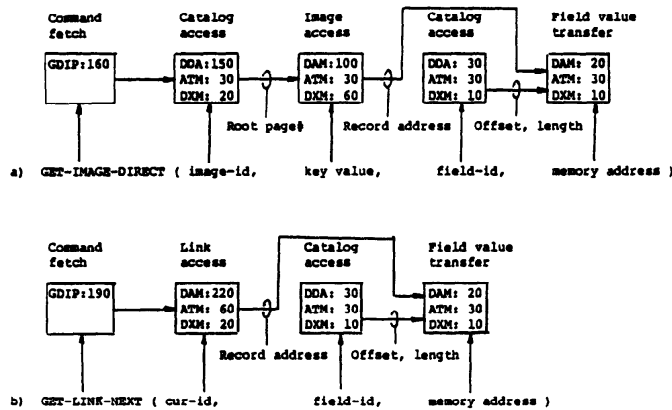 Command fetch
Catalog access
Image access
Catalog access
Field value transfer
GDIP:160
DDA:150
ATM: 30
DXM: 20
DAM:100
ATM: 30
DXM: 60
DDA: 30
ATM: 30
DXM: 10
DAM: 20
ATM: 30
DXM: 10
Root page#
Record address
Offset, length
a) GET-IMAGE-DIRECT ( image-id, key value, field-id, memory address )
Command fetch
Link access
Catalog access
Field value transfer
GDIP:190
DAM:220
ATM: 60
DXM: 20
DDA: 30
ATM: 30
DXM: 10
DAM: 20
ATM: 30
DXM: 10
Record address
Offset, length
b) GET-LINK-NEXT ( cur-id, field-id, memory address )